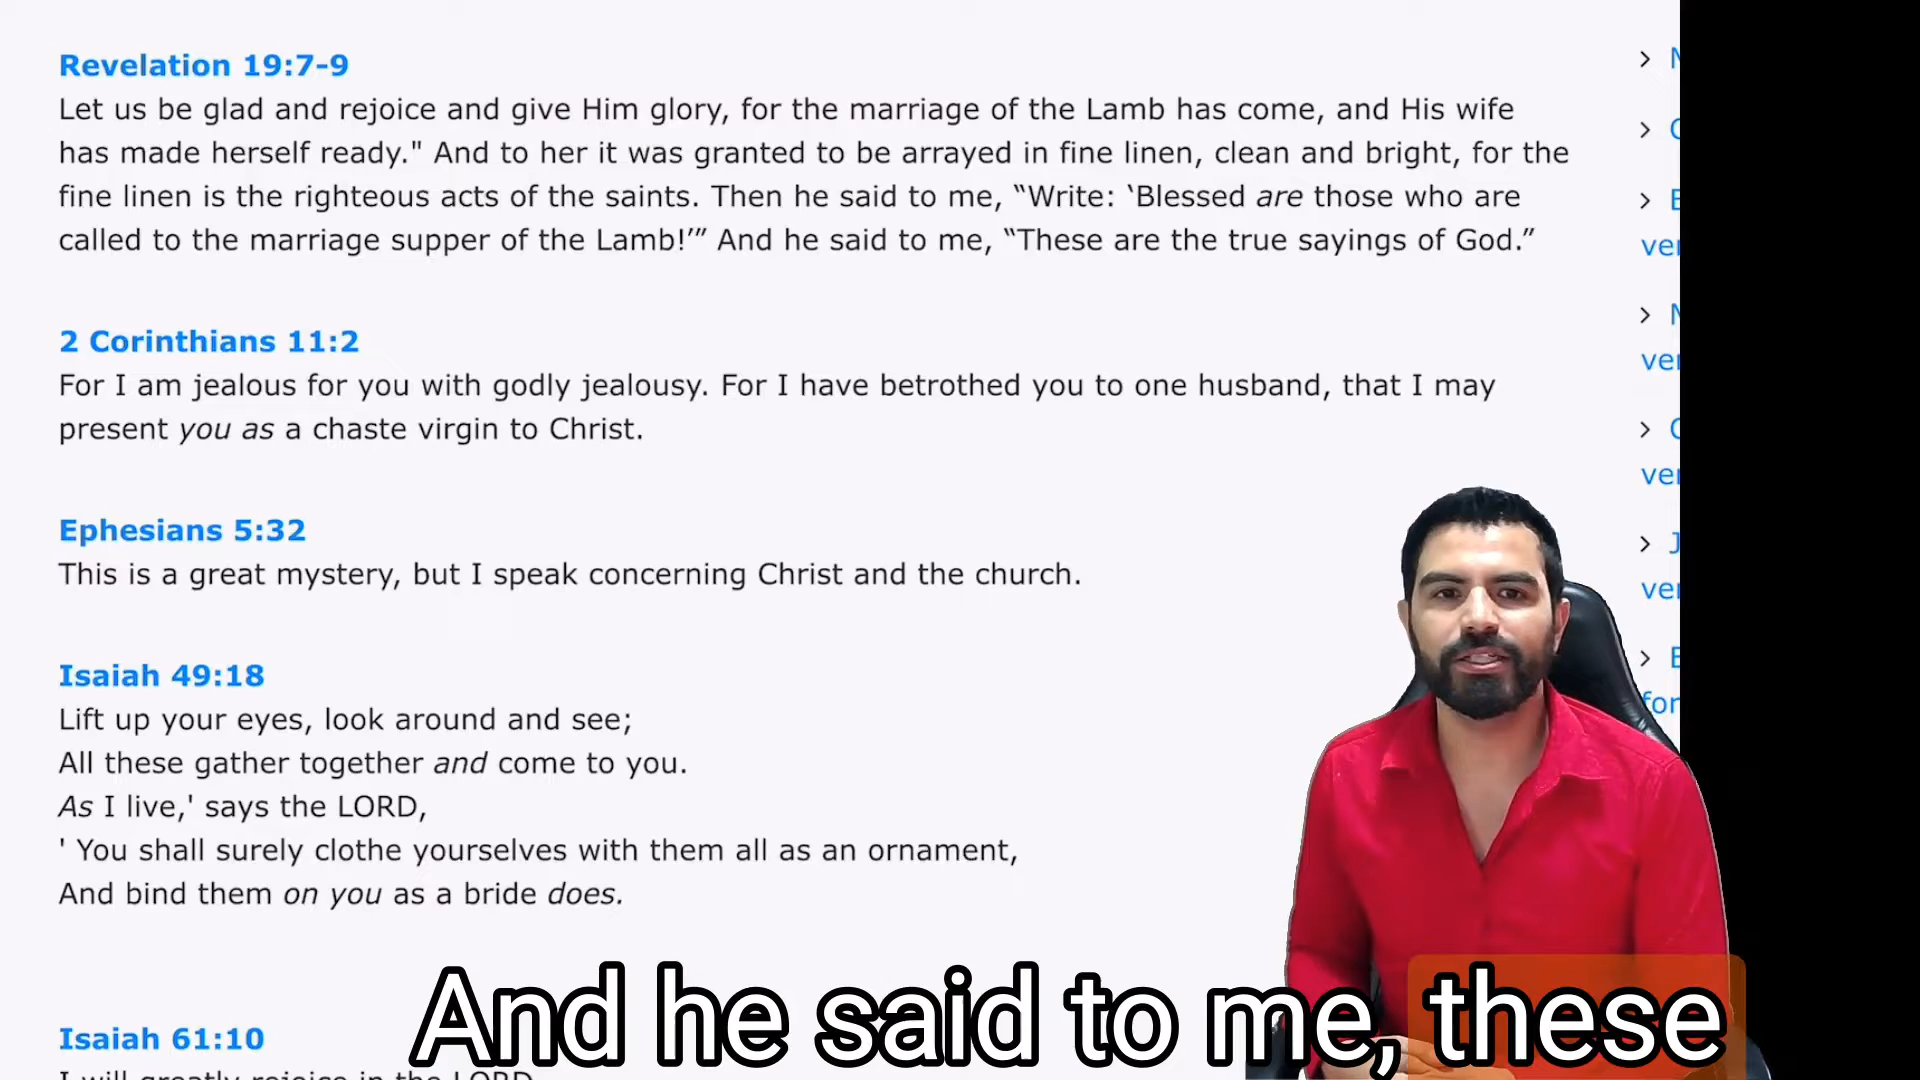 Revelation 19:7-9
Let us be glad and rejoice and give Him glory, for the marriage of the Lamb has come, and His wife
has made herself ready." And to her it was granted to be arrayed in fine linen, clean and bright, for the
fine linen is the righteous acts of the saints. Then he said to me, “Write: ‘Blessed are those who are
called to the marriage supper of the Lamb!’” And he said to me, “These are the true sayings of God.”
2 Corinthians 11:2
For I am jealous for you with godly jealousy. For I have betrothed you to one husband, that I may
present you as a chaste virgin to Christ.
Ephesians 5:32
This is a great mystery, but I speak concerning Christ and the church.
Isaiah 49:18
Lift up your eyes, look around and see;
All these gather together and come to you.
As I live,' says the LORD,
' You shall surely clothe yourselves with them all as an ornament,
And bind them on you as a bride does.
Isaiah 61:10
I will greatly rejoice in the LORD
And he said to me, these